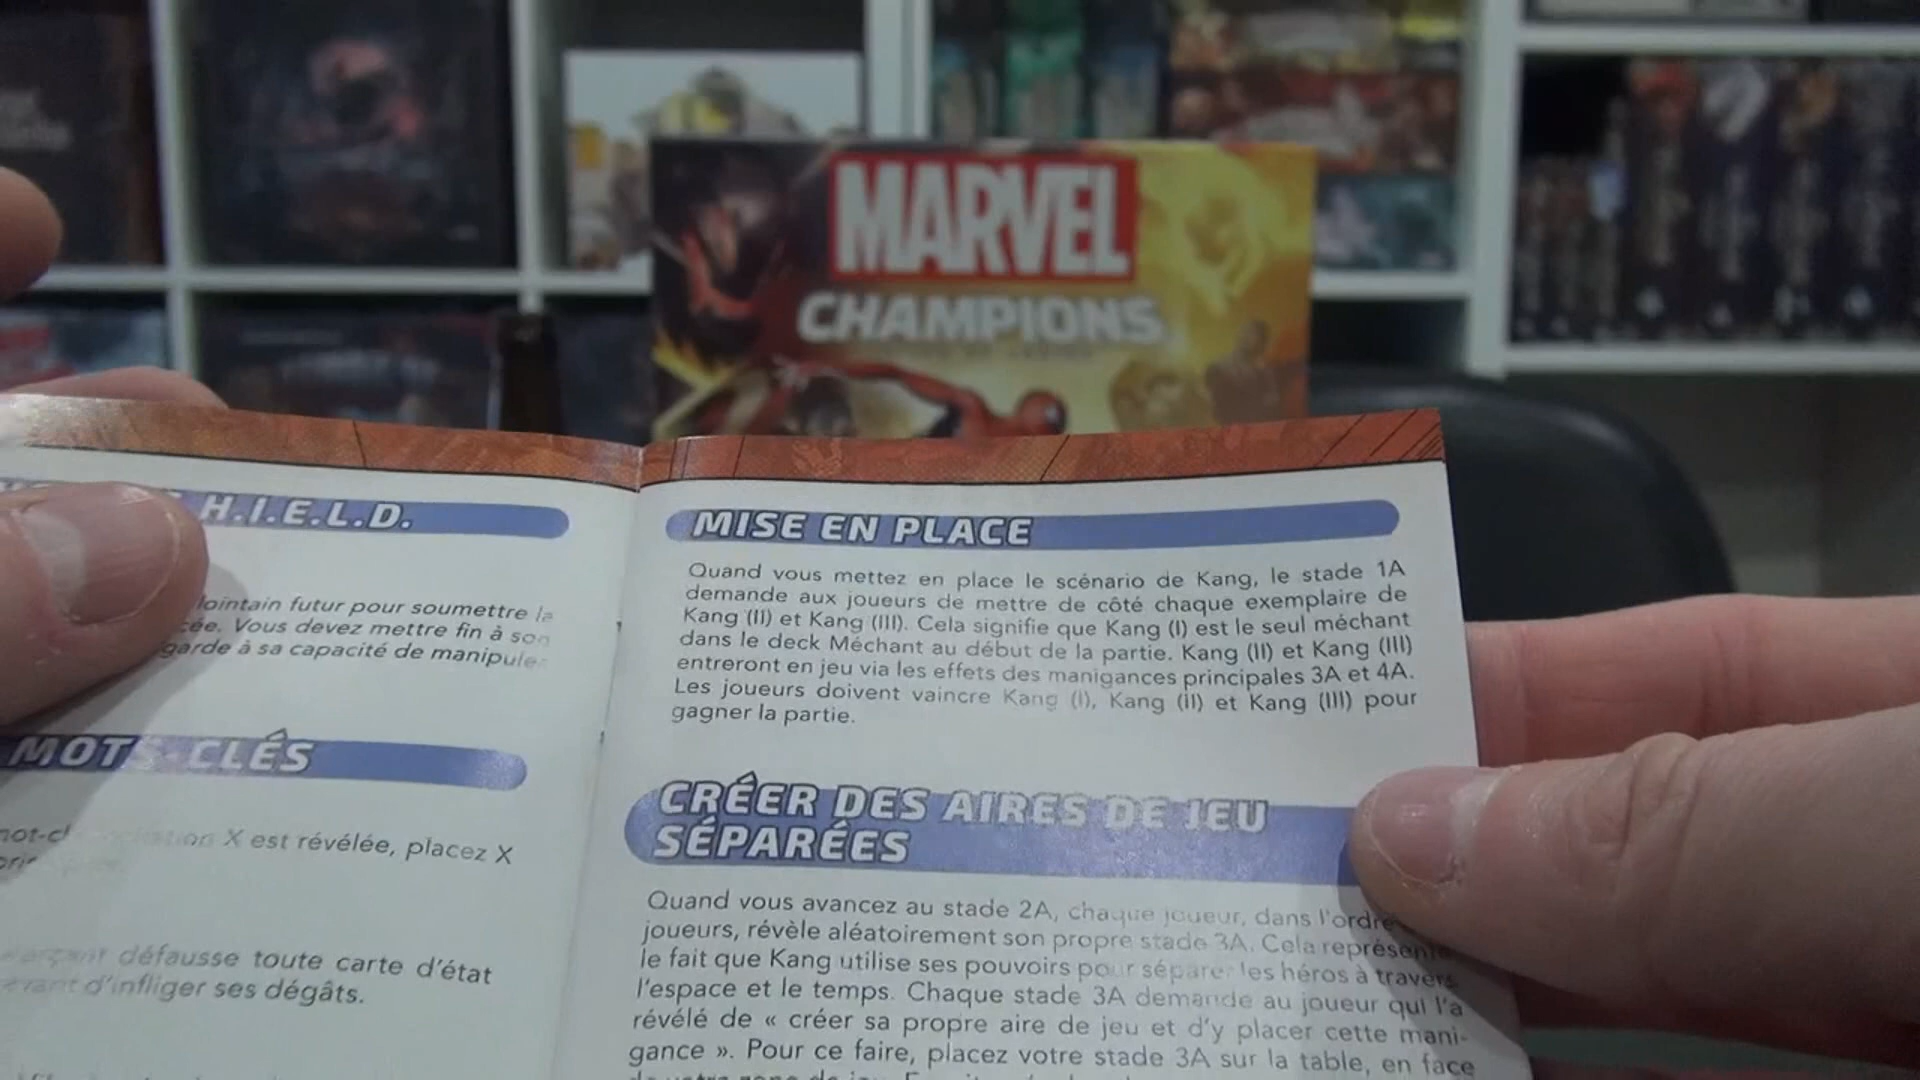 MARVEL
CHAMPIONS
H.I.E.L.D.
lointain futur pour soumettre la
Vous devez mettre fin à son
garde à sa capacité de manipuler
MOTS-CLÉS
X est révélée, placez X
défausse toute carte d'état
d'infliger ses dégâts.
MISE EN PLACE
Quand vous mettez en place le scénario de Kang, le stade 1A
demande aux joueurs de mettre de côté chaque exemplaire de
Kang (II) et Kang (III). Cela signifie que Kang (I) est le seul méchant
dans le deck Méchant au début de la partie. Kang (II) et Kang (III)
entreront en jeu via les effets des manigances principales 3A et 4A.
Les joueurs doivent vaincre Kang (I), Kang (II) et Kang (III) pour
gagner la partie.
CRÉER DES AIRES DE JEU
SÉPARÉES
Quand vous avancez au stade 2A, chaque joueur, dans l'ordre
joueurs, révèle aléatoirement son propre stade 3A. Cela représente
le fait que Kang utilise ses pouvoirs pour séparer les héros à travers
l'espace et le temps. Chaque stade 3A demande au joueur qui l'a
révélé de « créer sa propre aire de jeu et d'y placer cette mani-
gance ». Pour ce faire, placez votre stade 3A sur la table, en face